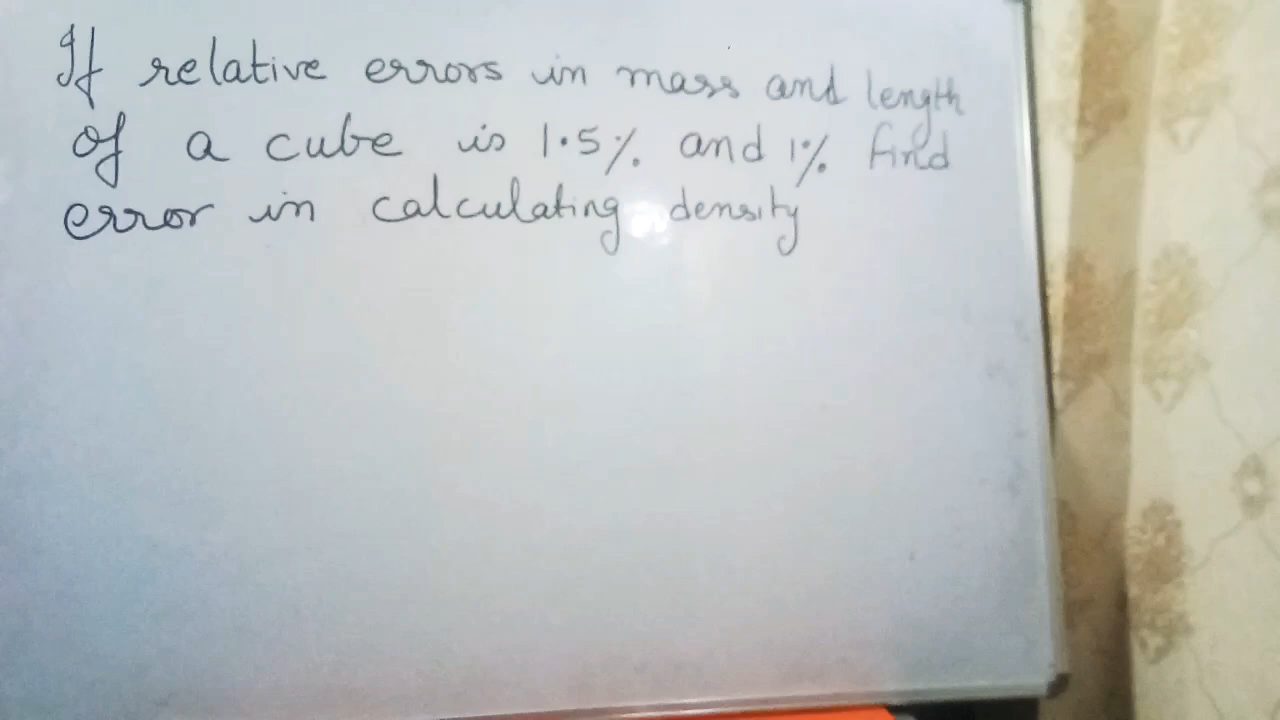 If relative errors in mass and length
of a cube is 1.5% and 1% find
error in calculating density